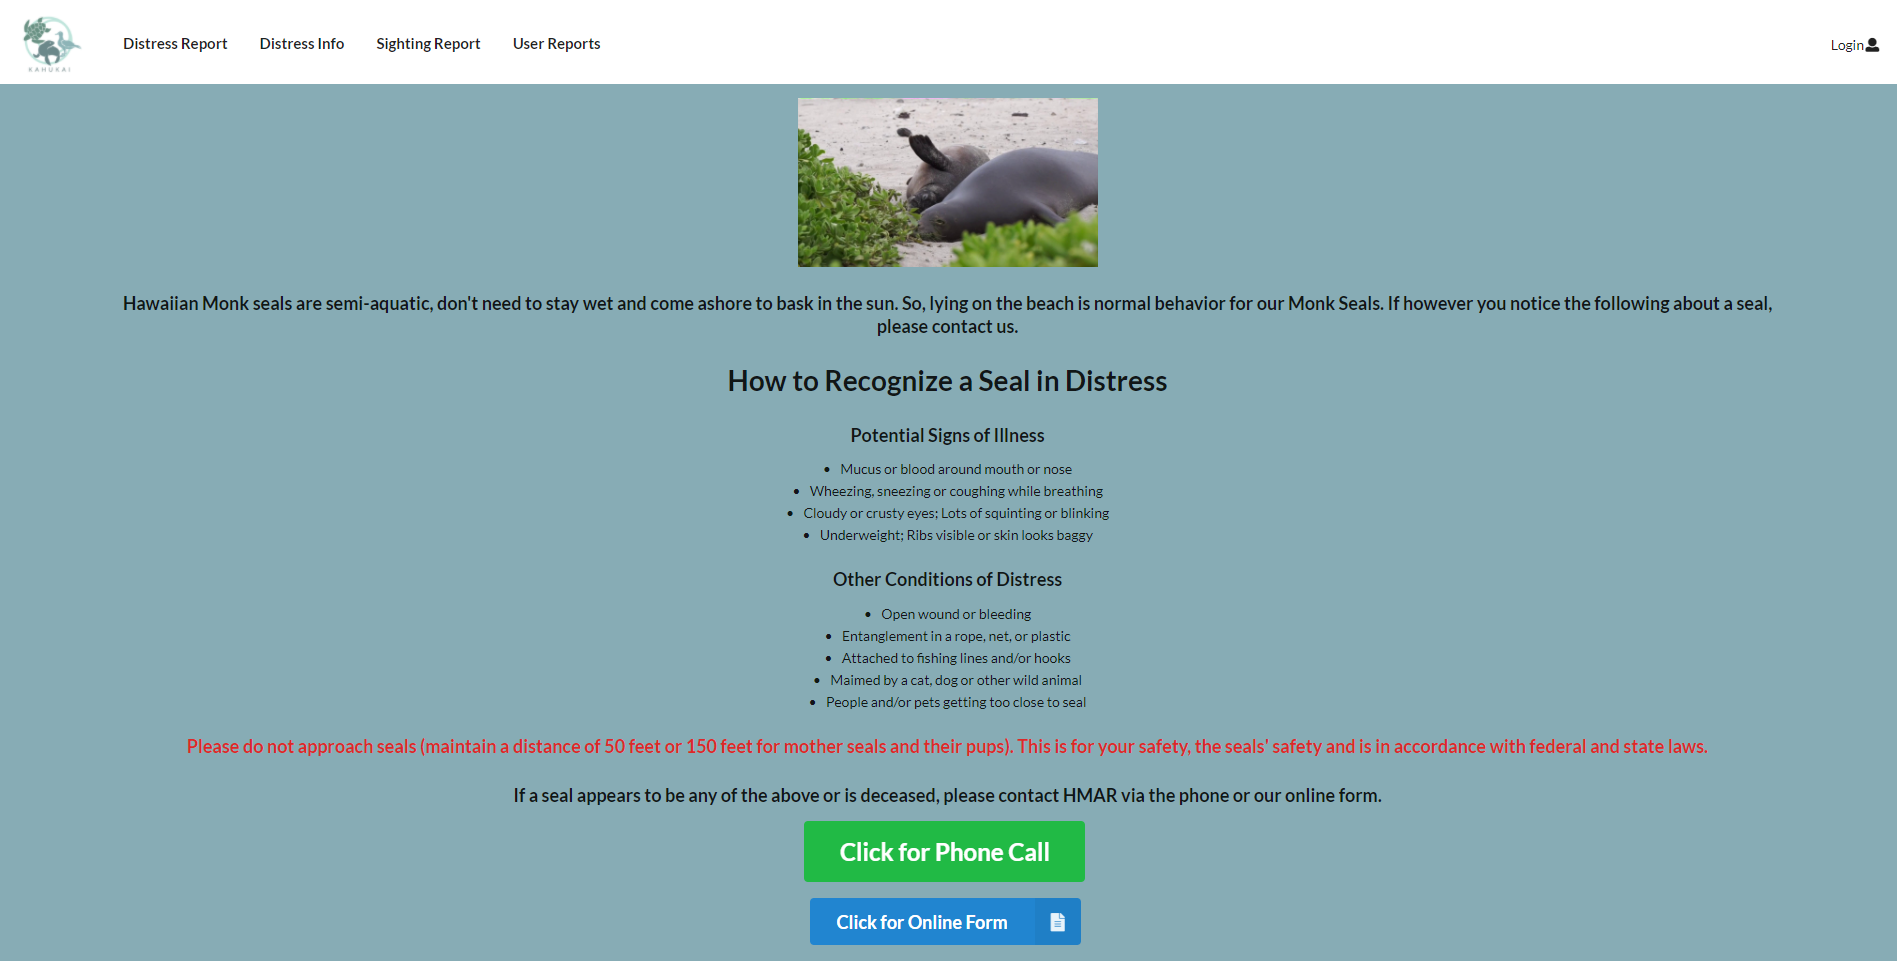 KAHUKAI
Distress Report
Distress Info
Sighting Report
User Reports
Login
Hawaiian Monk seals are semi-aquatic, don't need to stay wet and come ashore to bask in the sun. So, lying on the beach is normal behavior for our Monk Seals. If however you notice the following about a seal,
please contact us.
How to Recognize a Seal in Distress
Potential Signs of Illness
• Mucus or blood around mouth or nose
• Wheezing, sneezing or coughing while breathing
• Cloudy or crusty eyes; Lots of squinting or blinking
• Underweight; Ribs visible or skin looks baggy
Other Conditions of Distress
• Open wound or bleeding
• Entanglement in a rope, net, or plastic
• Attached to fishing lines and/or hooks
• Maimed by a cat, dog or other wild animal
• People and/or pets getting too close to seal
Please do not approach seals (maintain a distance of 50 feet or 150 feet for mother seals and their pups). This is for your safety, the seals' safety and is in accordance with federal and state laws.
If a seal appears to be any of the above or is deceased, please contact HMAR via the phone or our online form.
Click for Phone Call
Click for Online Form